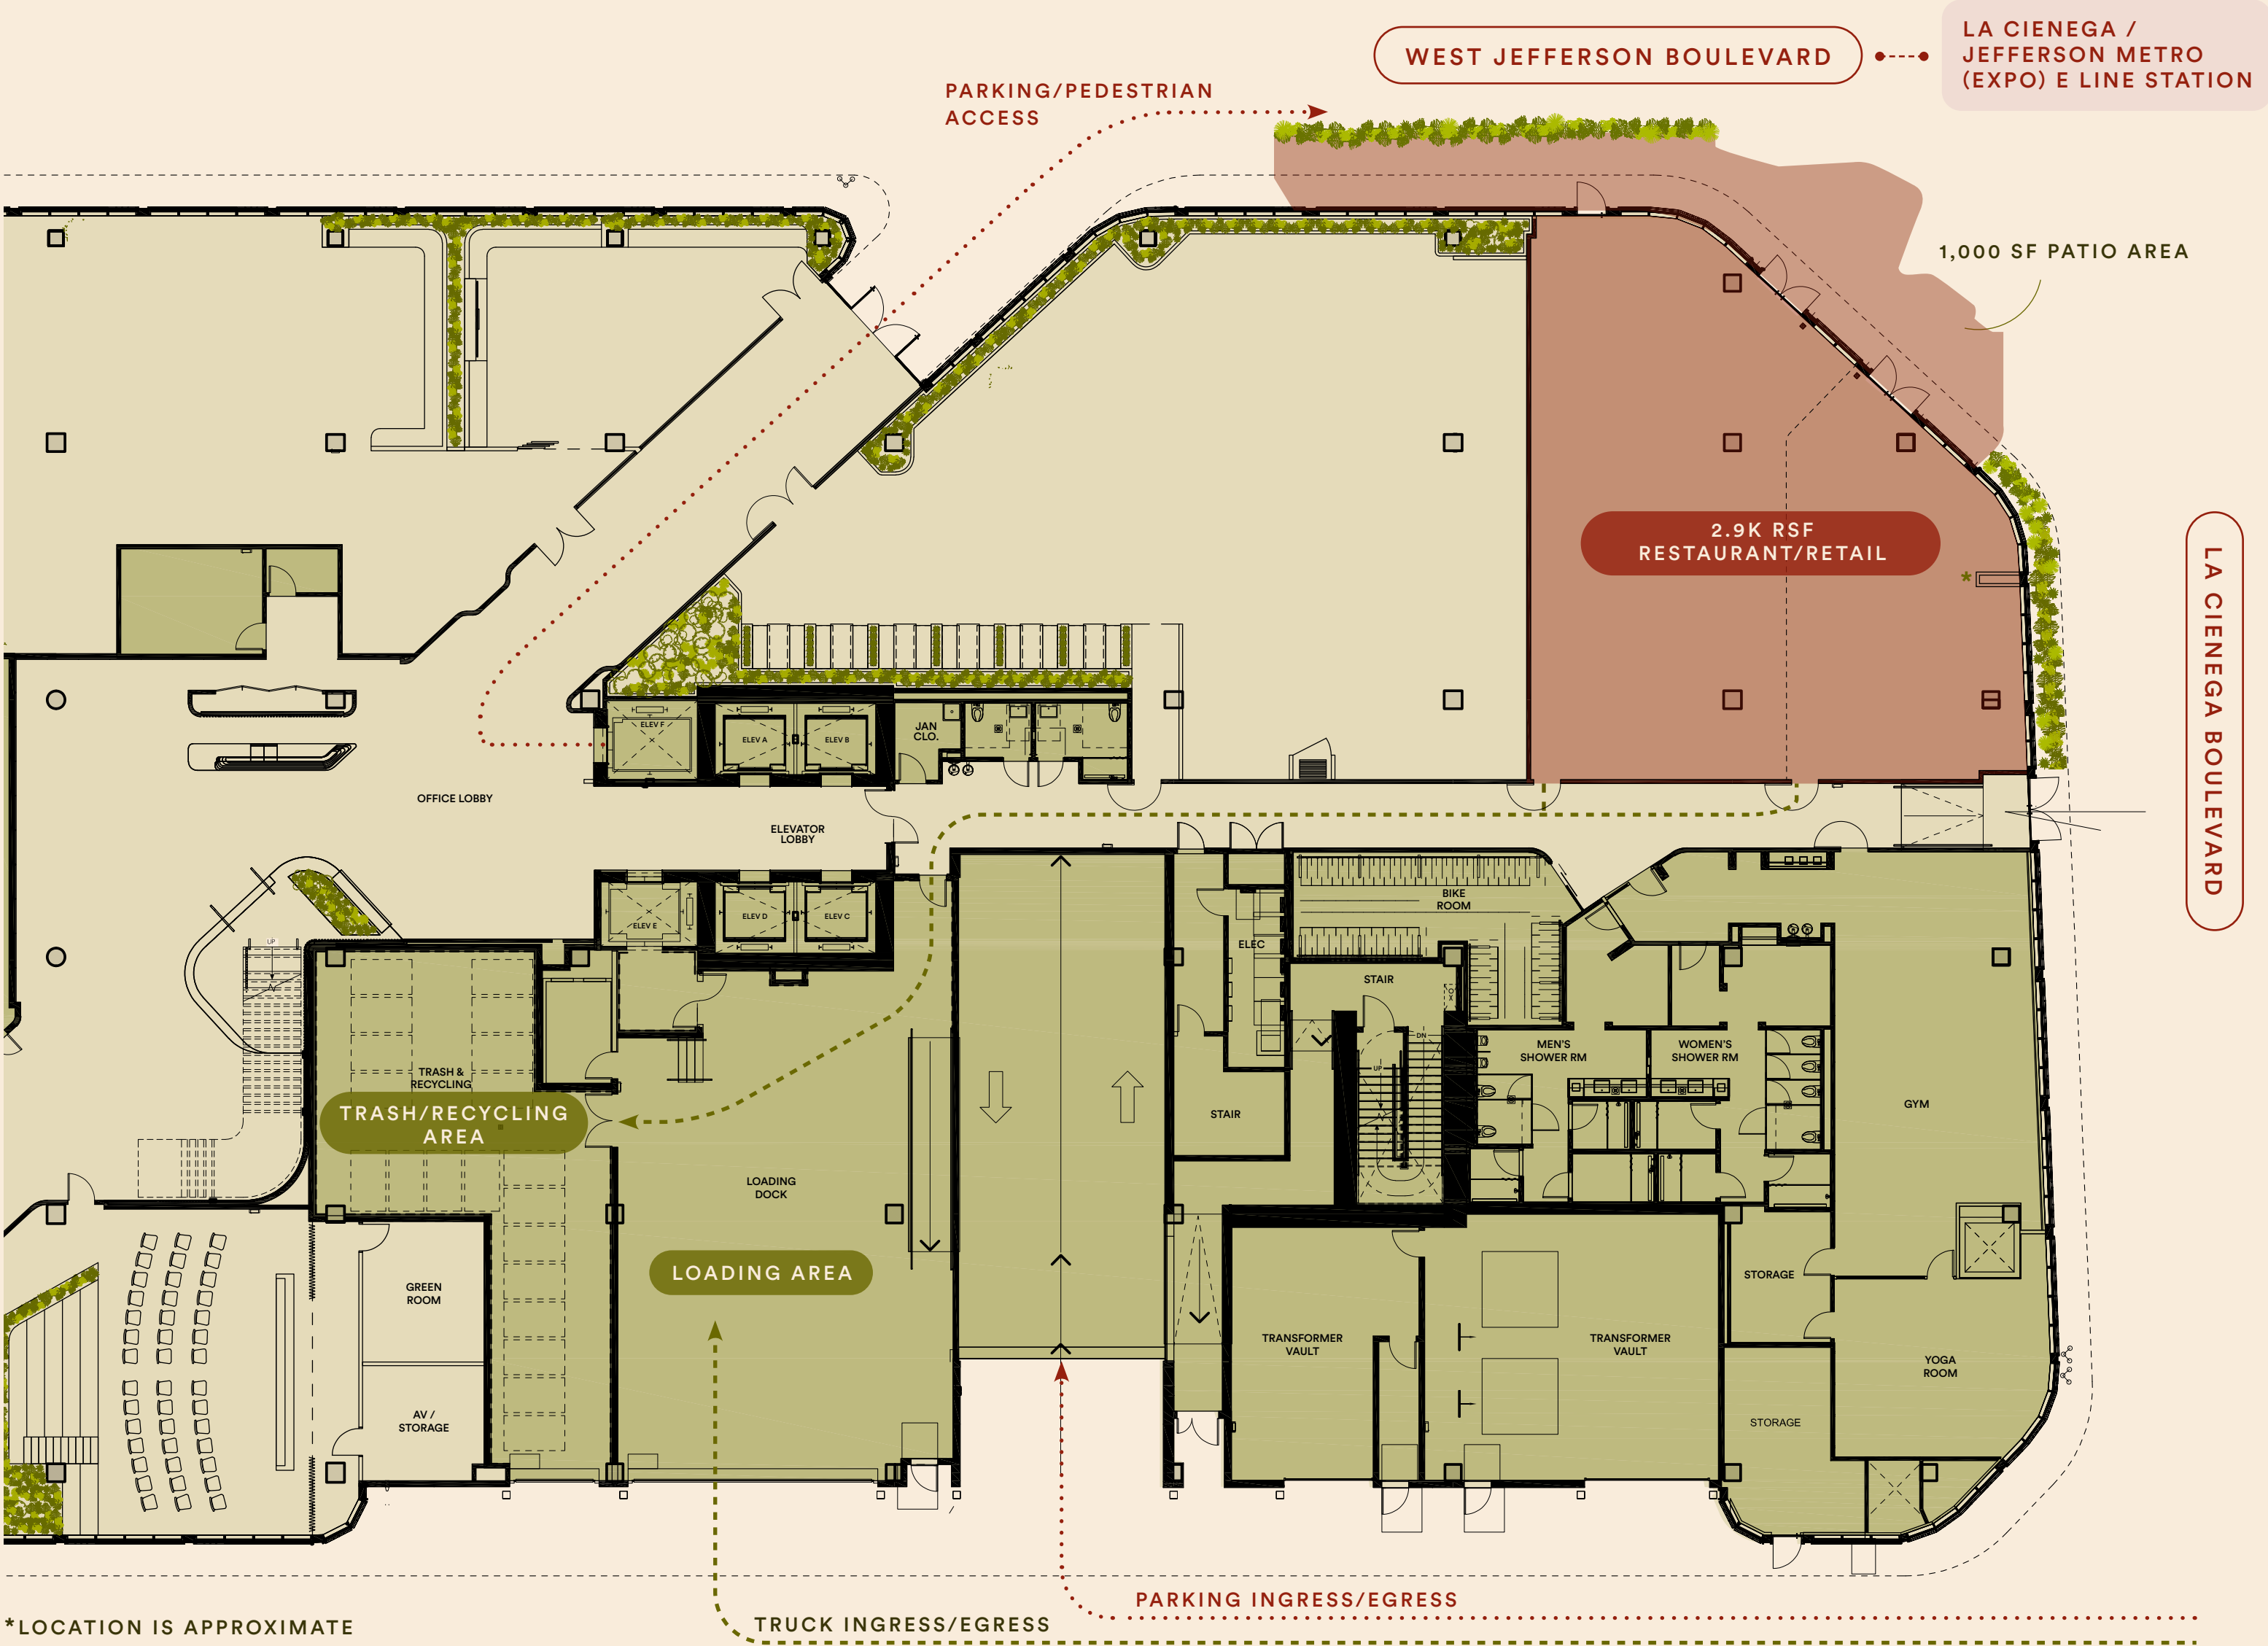 LA CIENEGA /
JEFFERSON METRO
(EXPO) E LINE STATION
WEST JEFFERSON BOULEVARD
PARKING/PEDESTRIAN
ACCESS
1,000 SF PATIO AREA
2.9K RSF
RESTAURANT/RETAIL
*
LA CIENEGA BOULEVARD
ELEV F
ELEV A
ELEV B
JAN
CLO.
OFFICE LOBBY
ELEVATOR
LOBBY
ELEV E
ELEV D
ELEV C
BIKE
ROOM
ELEC
UP
STAIR
DN
UP
MEN'S
SHOWER RM
WOMEN'S
SHOWER RM
TRASH &
RECYCLING
TRASH/RECYCLING
AREA
STAIR
GYM
LOADING
DOCK
LOADING AREA
GREEN
ROOM
STORAGE
TRANSFORMER
VAULT
TRANSFORMER
VAULT
YOGA
ROOM
AV /
STORAGE
STORAGE
PARKING INGRESS/EGRESS
TRUCK INGRESS/EGRESS
*LOCATION IS APPROXIMATE